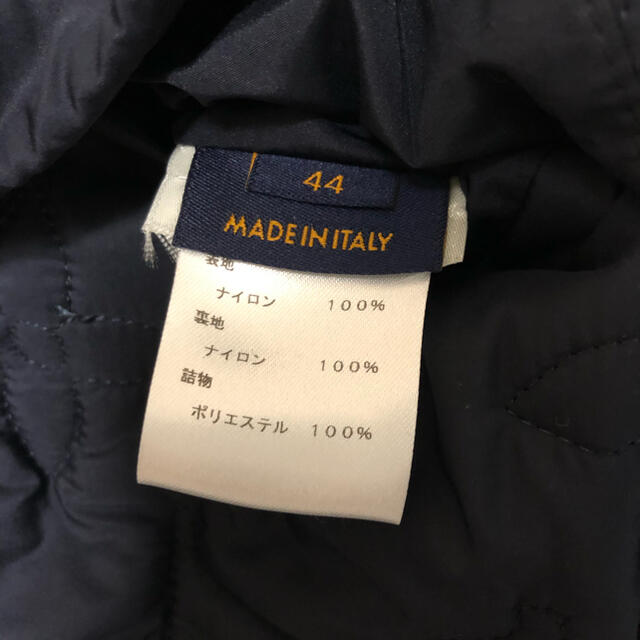 44
MADE IN ITALY
表地
ナイロン 100%
裏地
ナイロン 100%
詰物
ポリエステル 100%